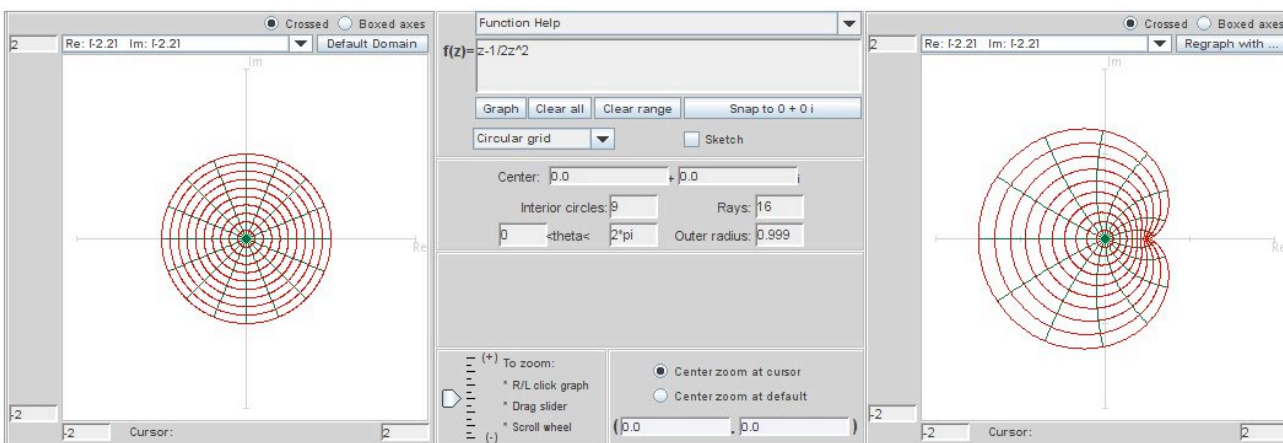 Crossed Boxed axes
2 Re: [-2.2] Im: [-2.2] Default Domain
Im
Re
-2
-2 Cursor: 2
Function Help
f(z)= z-1/2z^2
Graph Clear all Clear range Snap to 0 + 0 i
Circular grid Sketch
Center: 0.0 + 0.0 i
Interior circles: 9 Rays: 16
0 <theta< 2*pi Outer radius: 0.999
(+) To zoom:
* R/L click graph
* Drag slider
* Scroll wheel
(-)
Center zoom at cursor
Center zoom at default
( 0.0 , 0.0 )
Crossed Boxed axes
2 Re: [-2.2] Im: [-2.2] Regraph with ...
Im
Re
-2
-2 Cursor: 2